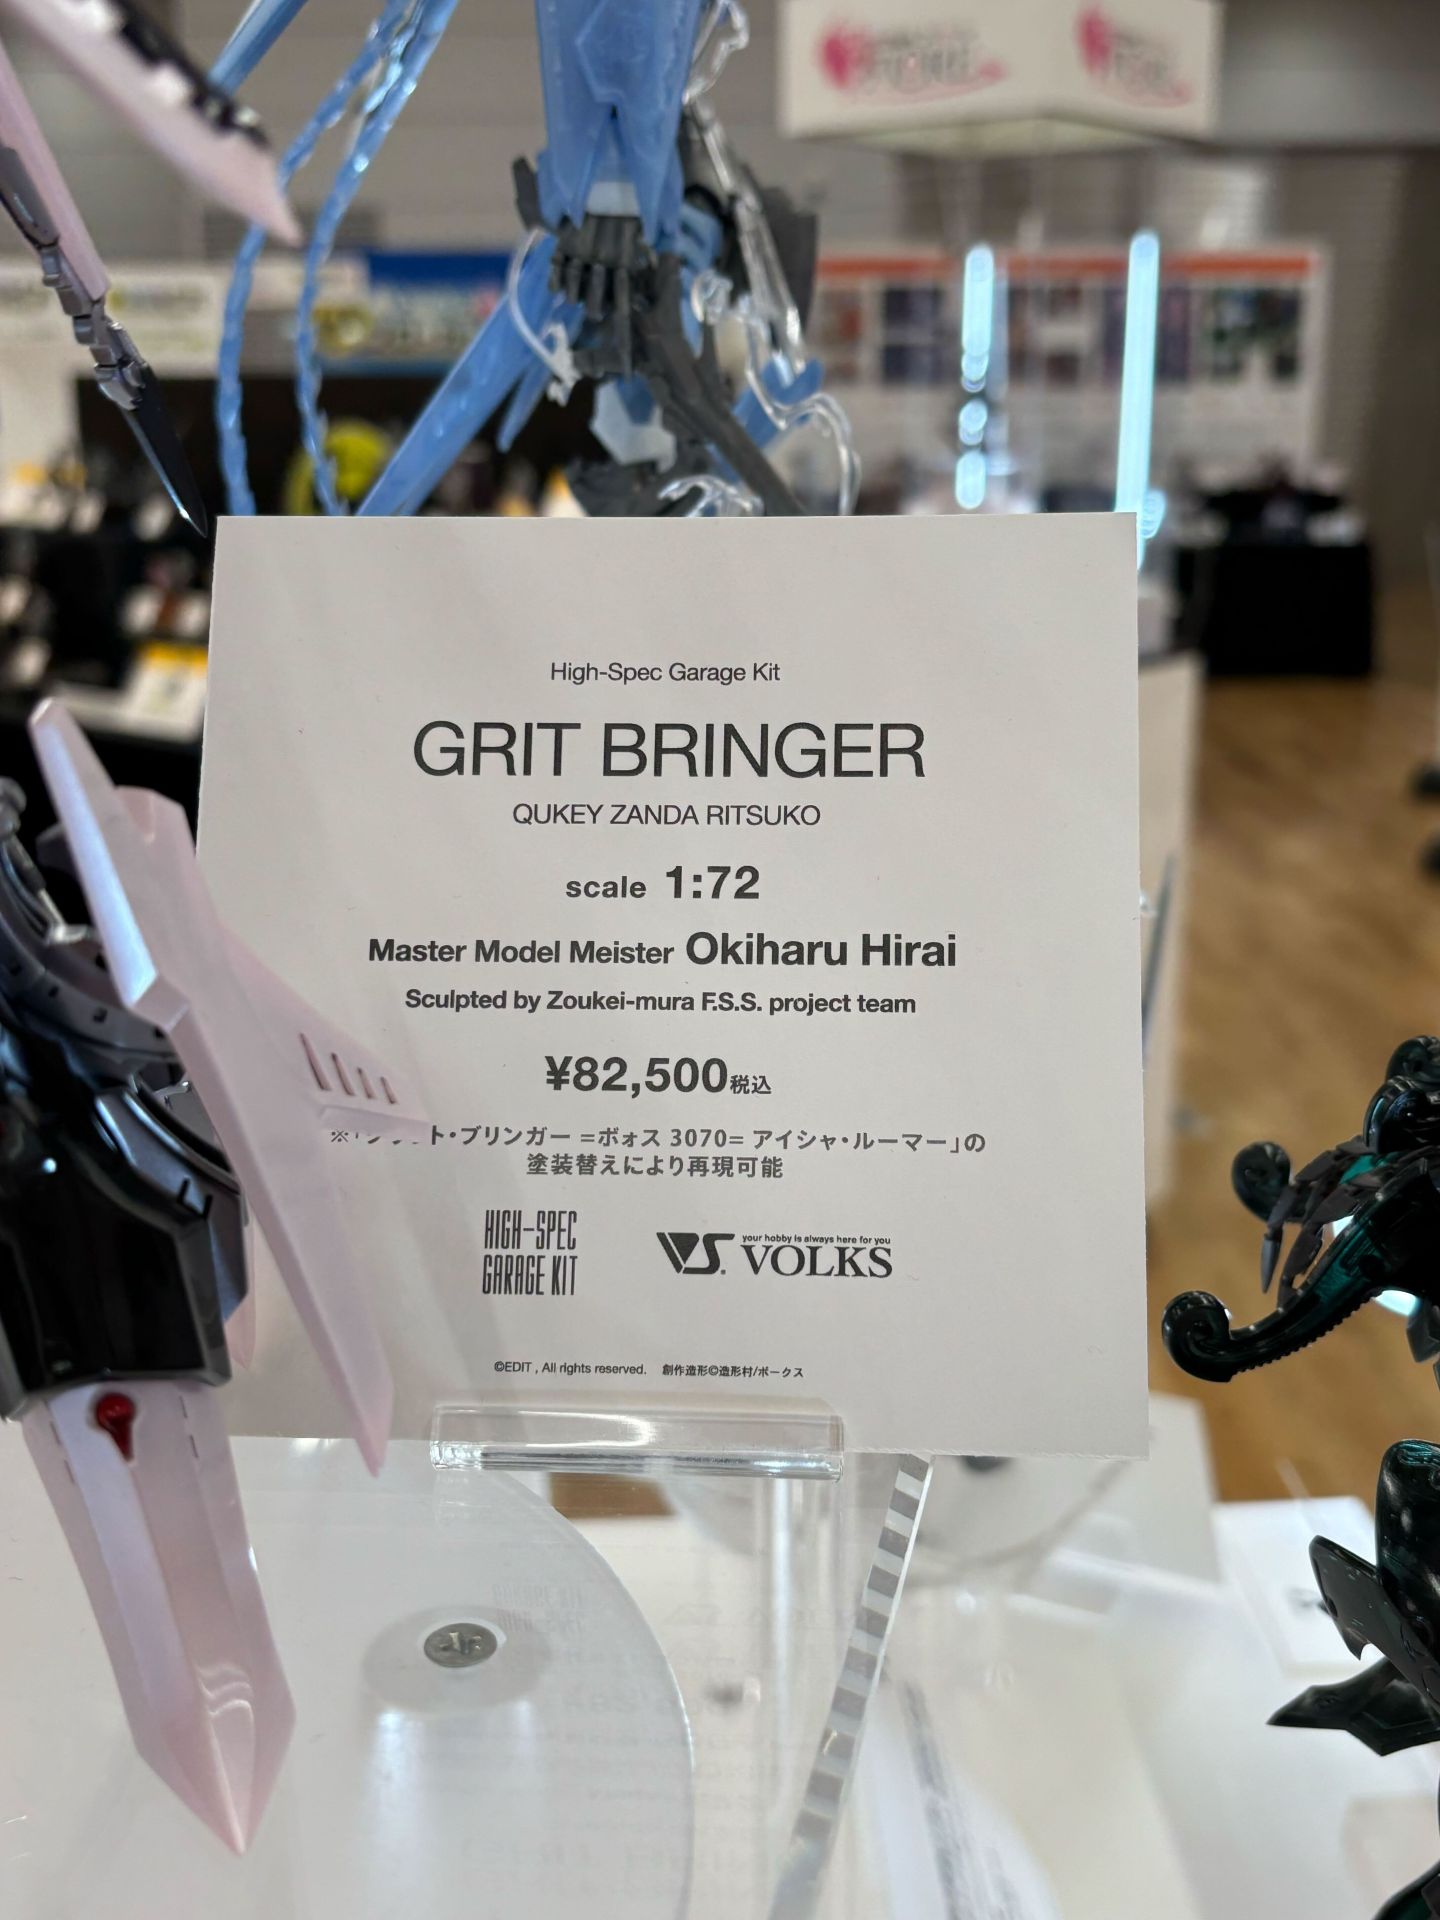 High-Spec Garage Kit
GRIT BRINGER
QUKEY ZANDA RITSUKO
scale 1:72
Master Model Meister Okiharu Hirai
Sculpted by Zoukei-mura F.S.S. project team
¥82,500税込
ブリンガー =ボォス 3070= アイシャ・ルーマー」の
塗装替えにより再現可能
HIGH-SPEC
GARAGE KIT
VS. your hobby is always here for you
VOLKS
©EDIT , All rights reserved. 創作造形©造形村/ボークス